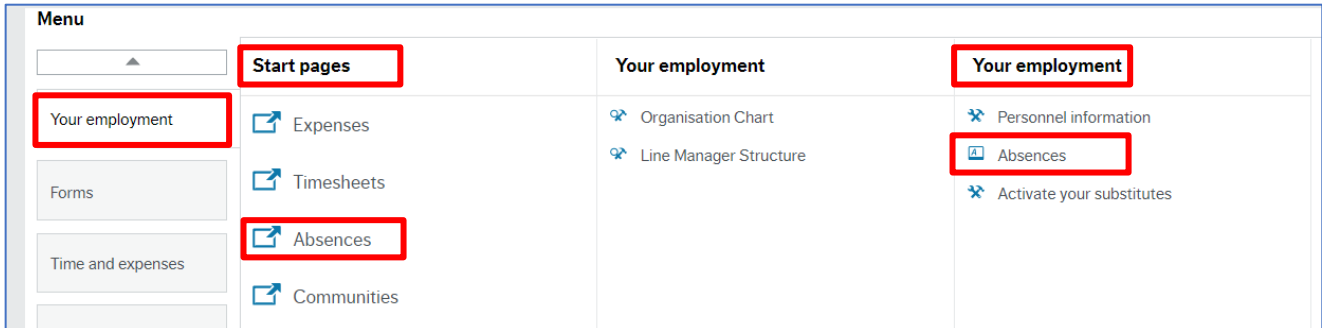 Menu
Your employment
Forms
Time and expenses
Start pages
Expenses
Timesheets
Absences
Communities
Your employment
Organisation Chart
Line Manager Structure
Your employment
Personnel information
Absences
Activate your substitutes